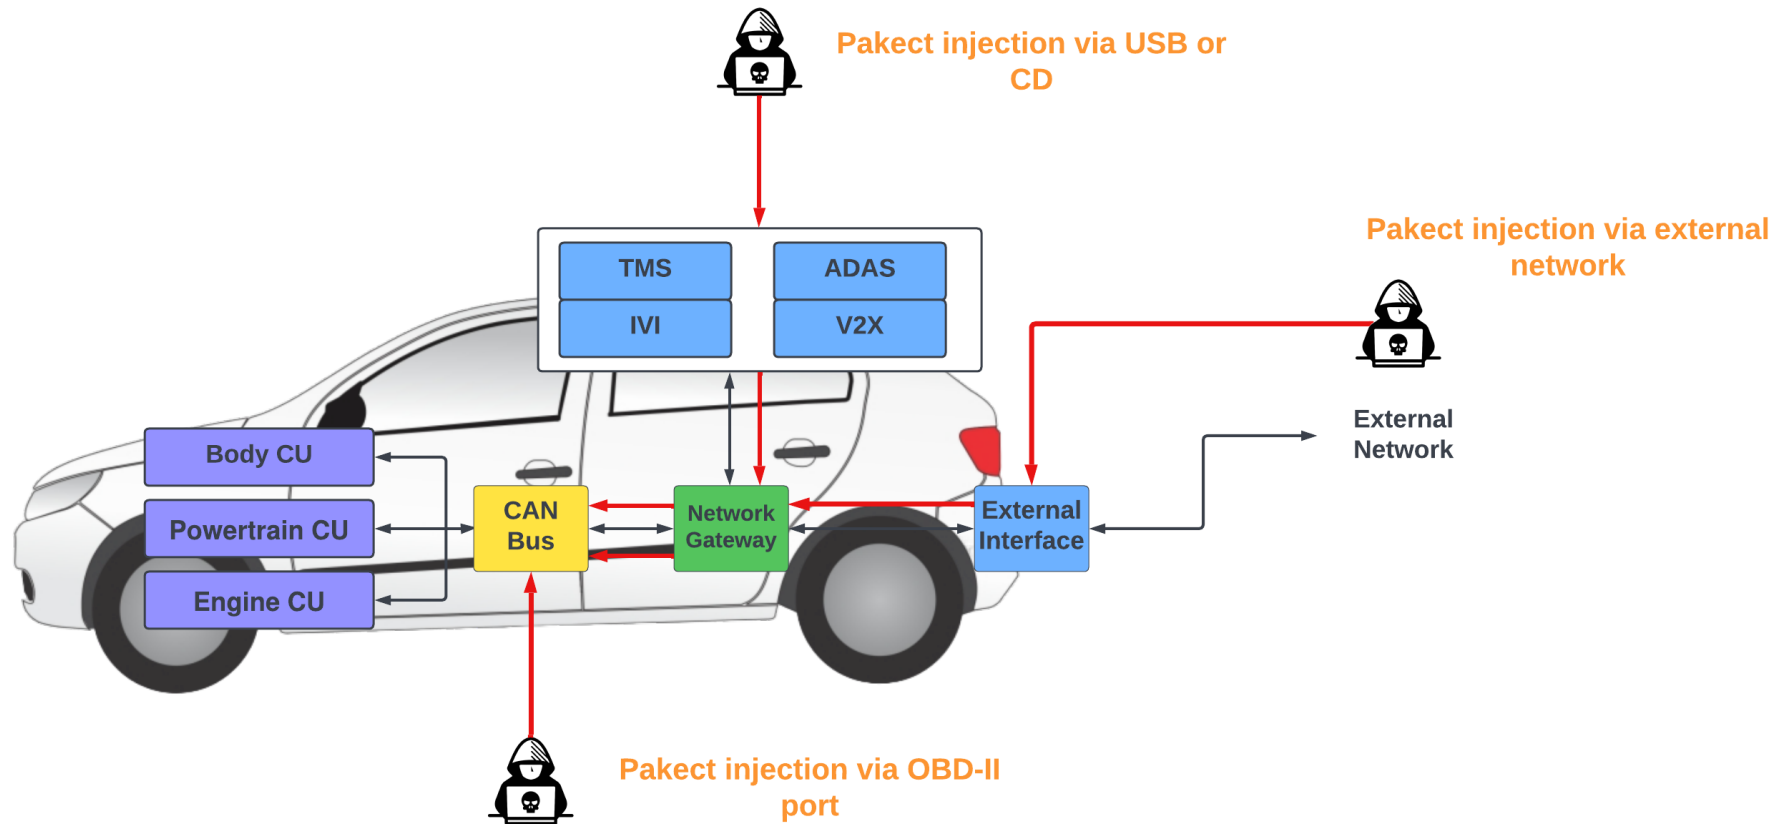 Pakect injection via USB or
CD
Pakect injection via external
network
TMS
ADAS
IVI
V2X
External
Network
Body CU
Powertrain CU
Engine CU
CAN
Bus
Network
Gateway
External
Interface
Pakect injection via OBD-II
port